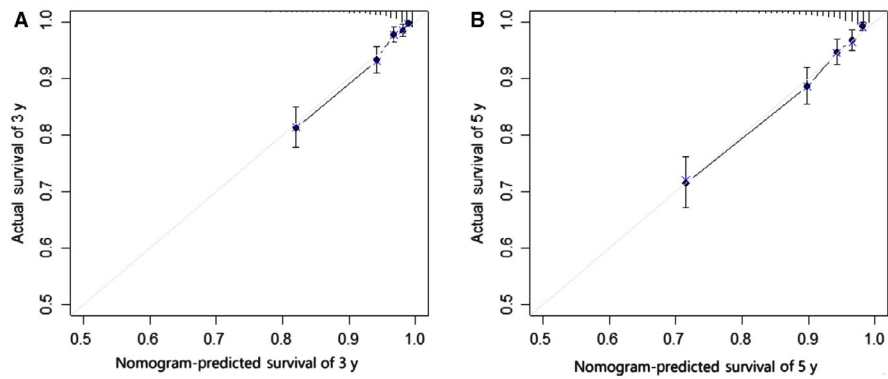 A
Actual survival of 3 y
1.0
0.9
0.8
0.7
0.6
0.5
0.5 0.6 0.7 0.8 0.9 1.0
Nomogram-predicted survival of 3 y
B
Actual survival of 5 y
1.0
0.9
0.8
0.7
0.6
0.5
0.5 0.6 0.7 0.8 0.9 1.0
Nomogram-predicted survival of 5 y